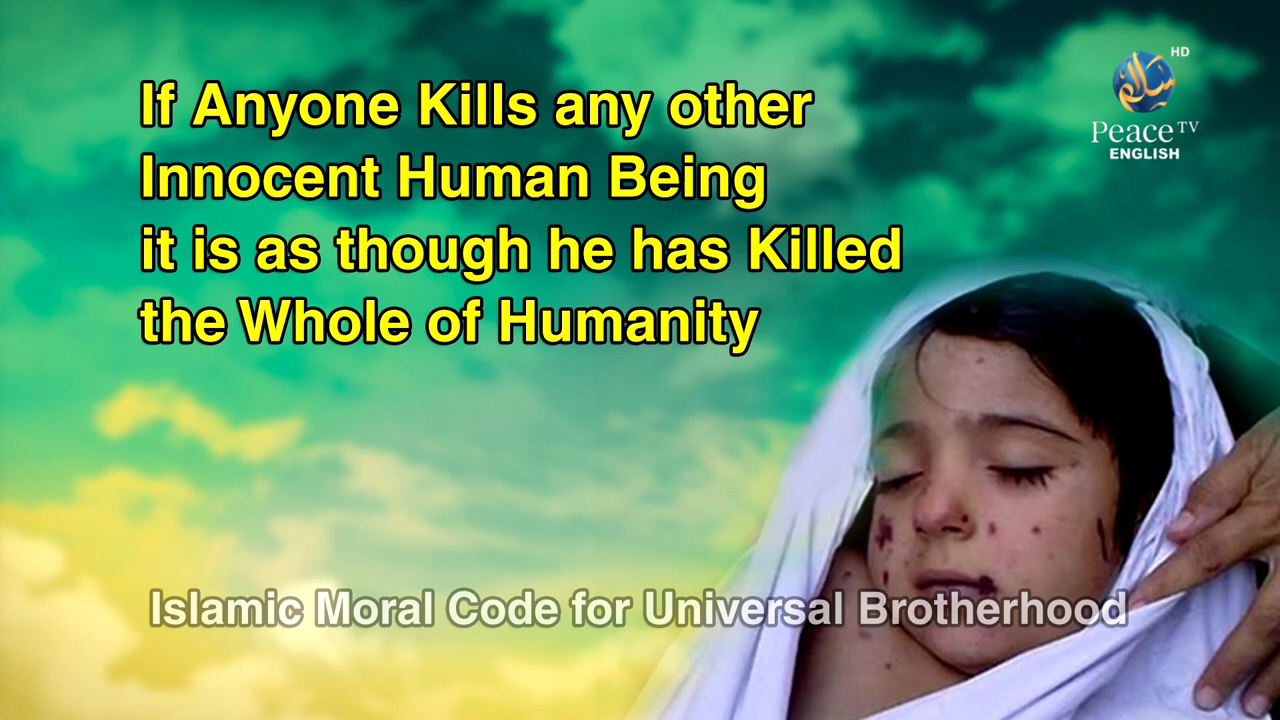 If Anyone Kills any other
Innocent Human Being
it is as though he has Killed
the Whole of Humanity
HD
سلام
Peace TV
ENGLISH
Islamic Moral Code for Universal Brotherhood